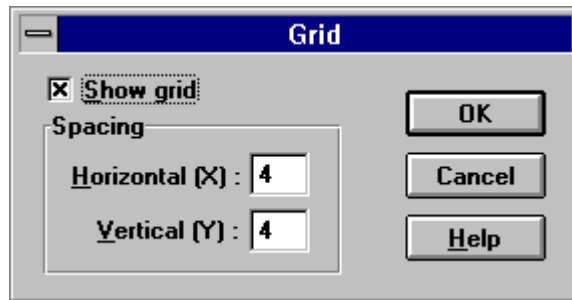 Grid
Show grid
Spacing
Horizontal (X) : 4
Vertical (Y) : 4
OK
Cancel
Help